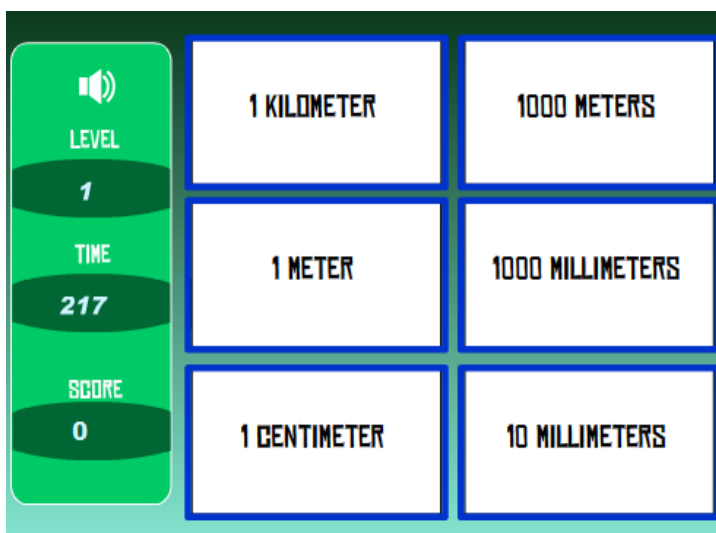 LEVEL
1
TIME
217
SCORE
0
1 KILOMETER
1000 METERS
1 METER
1000 MILLIMETERS
1 CENTIMETER
10 MILLIMETERS